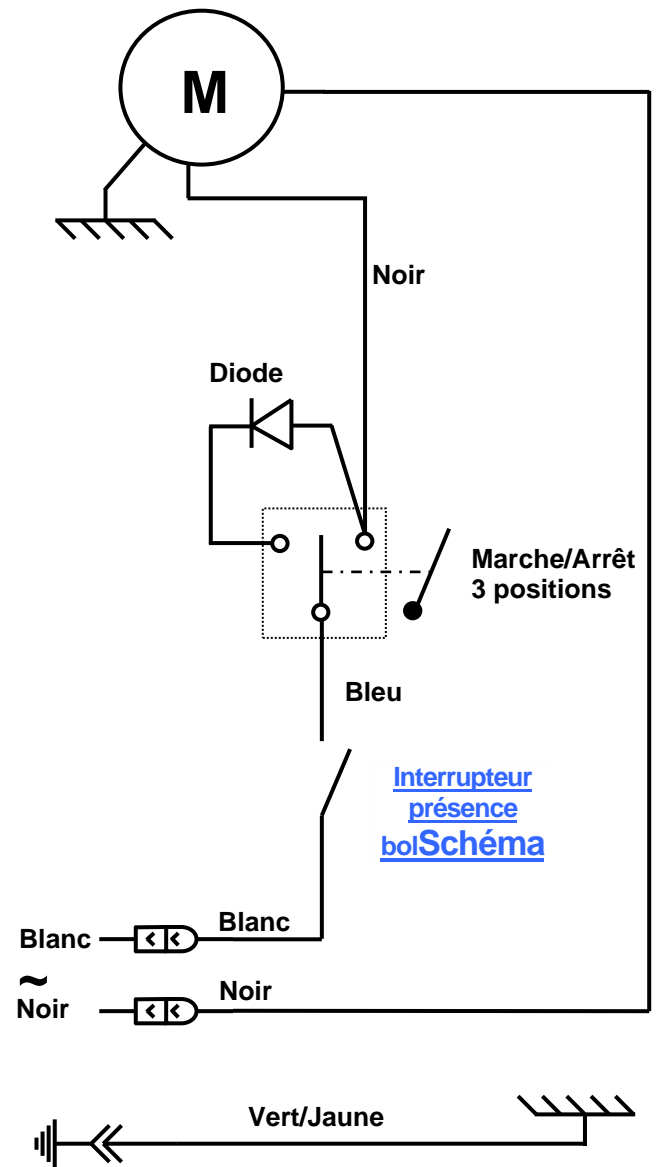 M
Noir
Diode
Marche/Arrêt
3 positions
Bleu
Interrupteur
présence
bolSchéma
Blanc
Blanc
~
Noir
Noir
Vert/Jaune